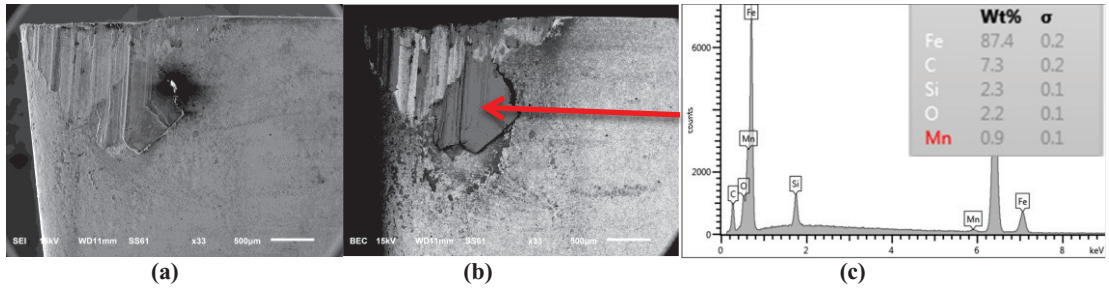 SEI 15kV WD11mm SS61 x33 500µm
BEC 15kV WD11mm SS61 x33 500µm
Wt% σ
Fe 87.4 0.2
C 7.3 0.2
Si 2.3 0.1
O 2.2 0.1
Mn 0.9 0.1
Fe
6000
4000
counts
Mn
2000
C
O
Si
Mn
Fe
0 2 4 6 8 keV
(a) (b) (c)